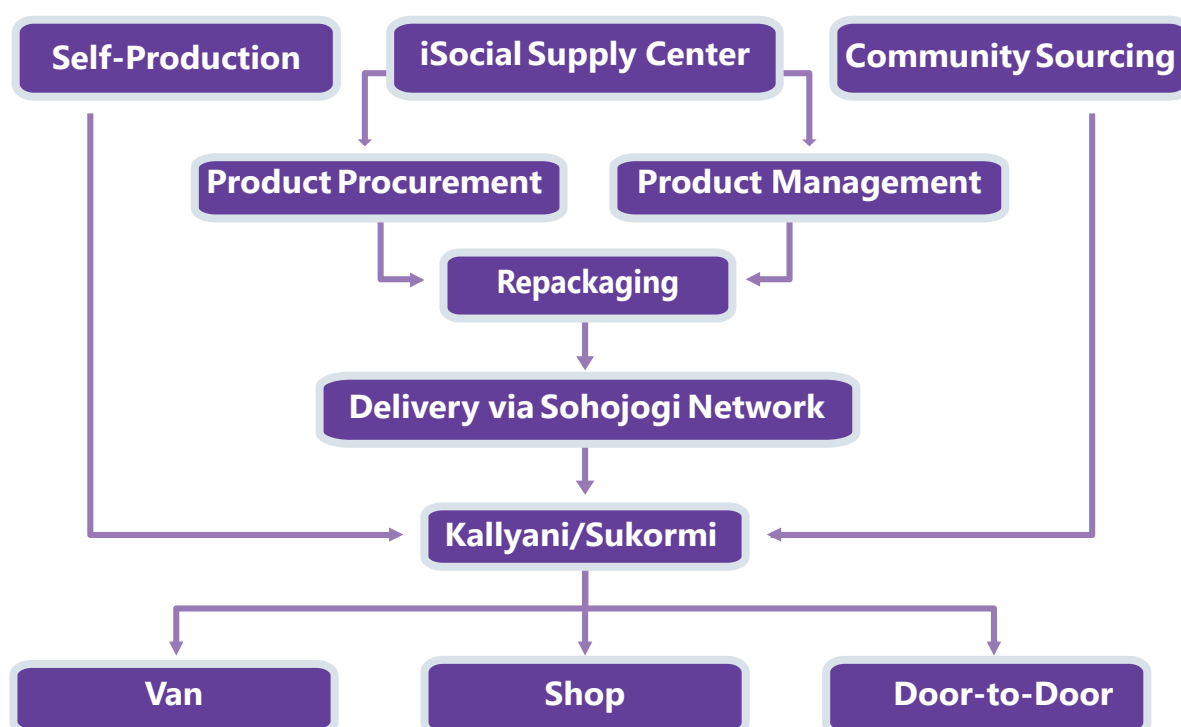 Self-Production
iSocial Supply Center
Community Sourcing
Product Procurement
Product Management
Repackaging
Delivery via Sohojogi Network
Kallyani/Sukormi
Van
Shop
Door-to-Door